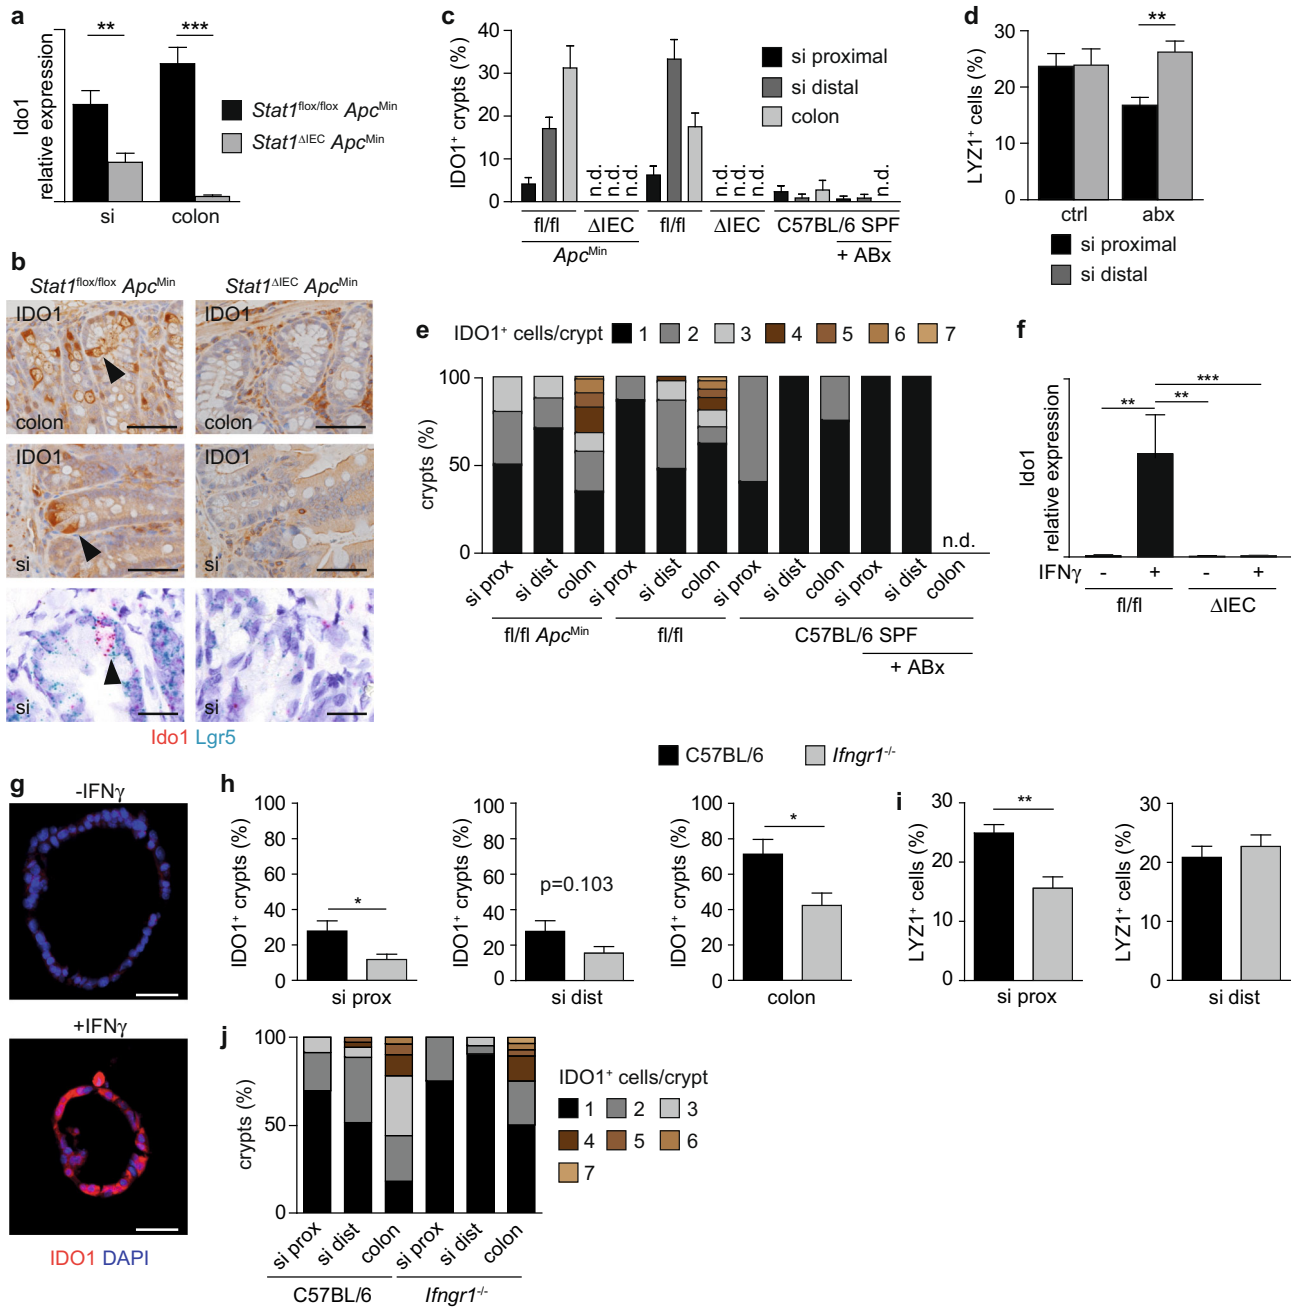 a
** ***
Ido1
relative expression
si colon
Stat1flox/flox ApcMin
Stat1ΔIEC ApcMin
b
Stat1flox/flox ApcMin Stat1ΔIEC ApcMin
IDO1 IDO1
colon colon
IDO1 IDO1
si si
si si
Ido1 Lgr5
c
IDO1+ crypts (%)
40
30
20
10
0
n.d. n.d. n.d. n.d. n.d. n.d. n.d.
si proximal
si distal
colon
fl/fl ΔIEC fl/fl ΔIEC C57BL/6 SPF
ApcMin + ABx
d
LYZ1+ cells (%)
30
20
10
0
**
ctrl abx
si proximal
si distal
e
IDO1+ cells/crypt 1 2 3 4 5 6 7
crypts (%)
100
50
0
n.d.
si prox si dist colon si prox si dist colon si prox si dist colon si prox si dist colon
fl/fl ApcMin fl/fl C57BL/6 SPF
+ ABx
f
Ido1
relative expression
***
** **
IFNγ - + - +
fl/fl ΔIEC
g
-IFNγ
+IFNγ
IDO1 DAPI
C57BL/6 Ifngr1-/-
h
IDO1+ crypts (%)
100
80
60
40
20
0
*
si prox
IDO1+ crypts (%)
100
80
60
40
20
0
p=0.103
si dist
IDO1+ crypts (%)
100
80
60
40
20
0
*
colon
i
LYZ1+ cells (%)
30
20
10
0
**
si prox
LYZ1+ cells (%)
30
20
10
0
si dist
j
crypts (%)
100
50
0
si prox si dist colon si prox si dist colon
C57BL/6 Ifngr1-/-
IDO1+ cells/crypt
1 2 3
4 5 6
7